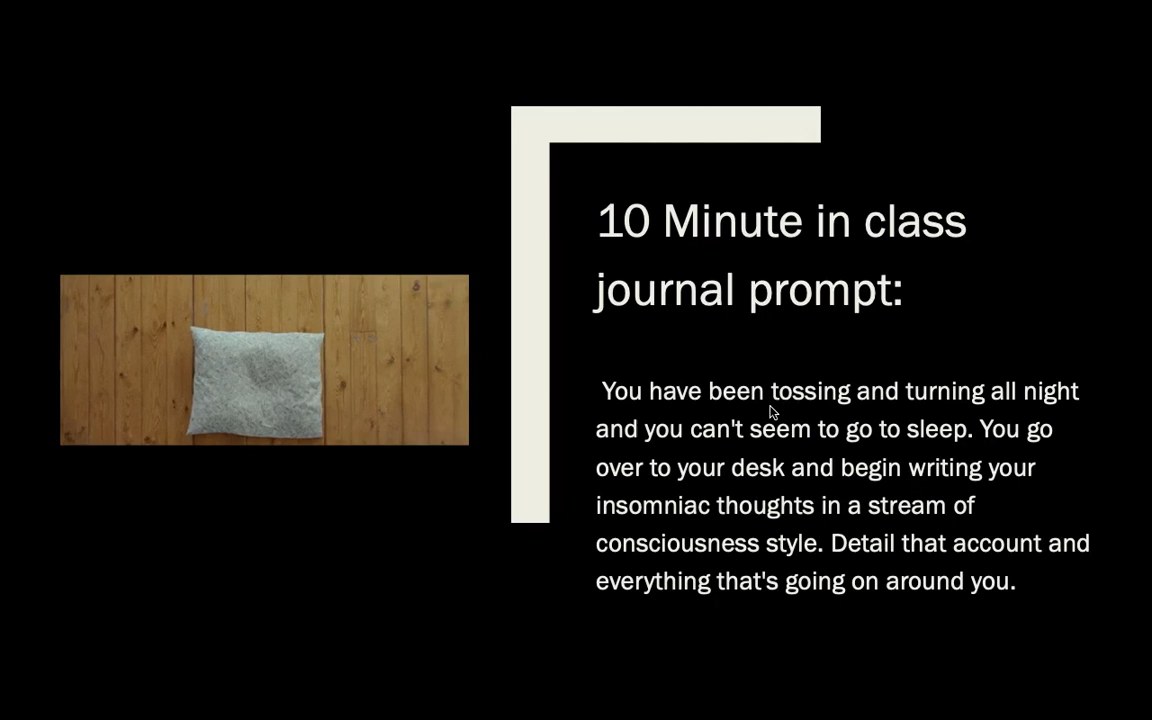 10 Minute in class
journal prompt:
You have been tossing and turning all night
and you can't seem to go to sleep. You go
over to your desk and begin writing your
insomniac thoughts in a stream of
consciousness style. Detail that account and
everything that's going on around you.